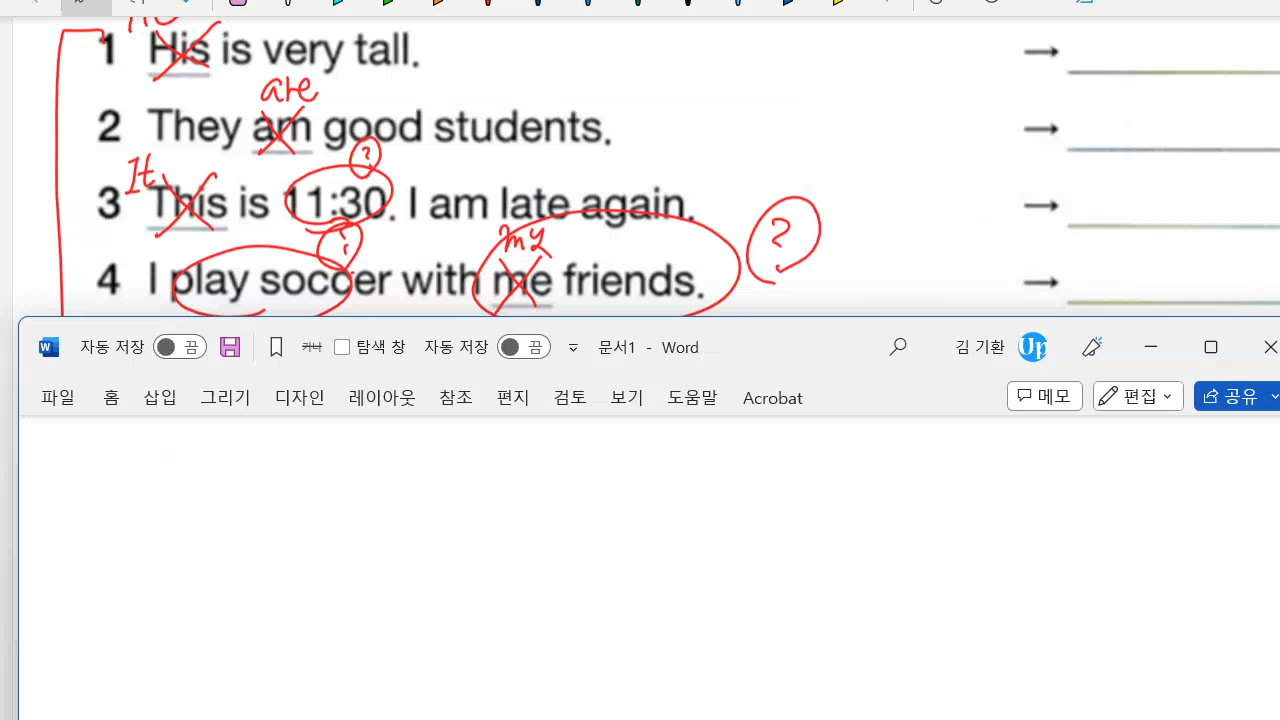 1 His is very tall. →
are
2 They am good students. →
?
It
3 This is 11:30. I am late again. →
? my ?
4 I play soccer with me friends. →
자동 저장 끔 가나 탐색 창 자동 저장 끔 문서1 - Word 김 기환 Up
파일 홈 삽입 그리기 디자인 레이아웃 참조 편지 검토 보기 도움말 Acrobat 메모 편집 공유